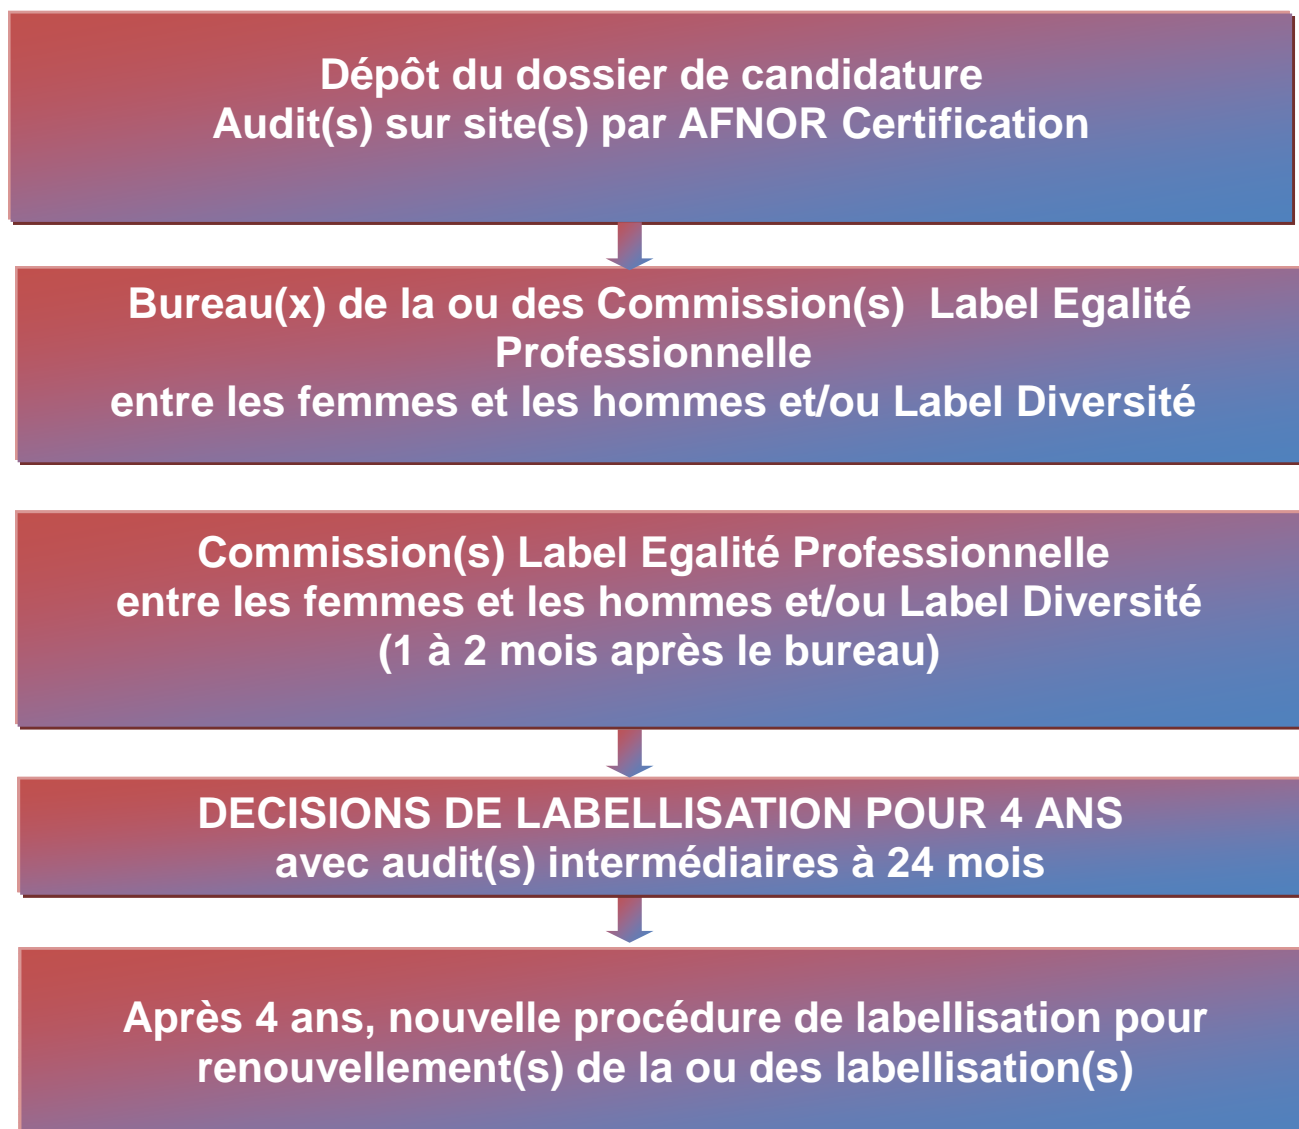 Dépôt du dossier de candidature
Audit(s) sur site(s) par AFNOR Certification
Bureau(x) de la ou des Commission(s) Label Egalité
Professionnelle
entre les femmes et les hommes et/ou Label Diversité
Commission(s) Label Egalité Professionnelle
entre les femmes et les hommes et/ou Label Diversité
(1 à 2 mois après le bureau)
DECISIONS DE LABELLISATION POUR 4 ANS
avec audit(s) intermédiaires à 24 mois
Après 4 ans, nouvelle procédure de labellisation pour
renouvellement(s) de la ou des labellisation(s)